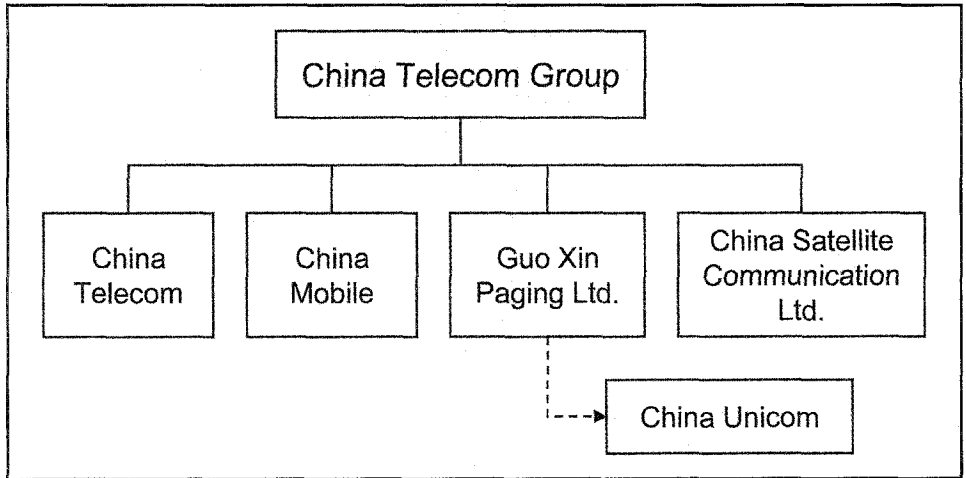 China Telecom Group
China
Telecom
China
Mobile
Guo Xin
Paging Ltd.
China Satellite
Communication
Ltd.
China Unicom